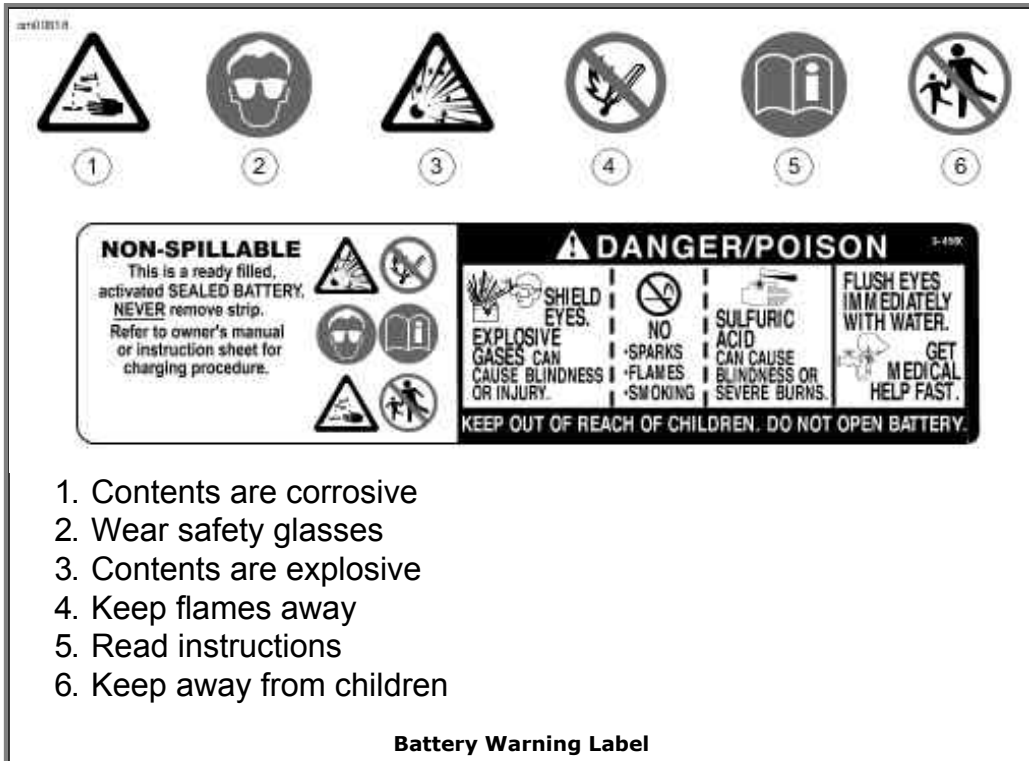 1
2
3
4
5
6
NON-SPILLABLE
This is a ready filled,
activated SEALED BATTERY.
NEVER remove strip.
Refer to owner's manual
or instruction sheet for
charging procedure.
DANGER/POISON
SHIELD
EYES.
EXPLOSIVE
GASES CAN
CAUSE BLINDNESS
OR INJURY.
NO
•SPARKS
•FLAMES
•SMOKING
SULFURIC
ACID
CAN CAUSE
BLINDNESS OR
SEVERE BURNS.
FLUSH EYES
IMMEDIATELY
WITH WATER.
GET
MEDICAL
HELP FAST.
KEEP OUT OF REACH OF CHILDREN. DO NOT OPEN BATTERY.
1. Contents are corrosive
2. Wear safety glasses
3. Contents are explosive
4. Keep flames away
5. Read instructions
6. Keep away from children
Battery Warning Label